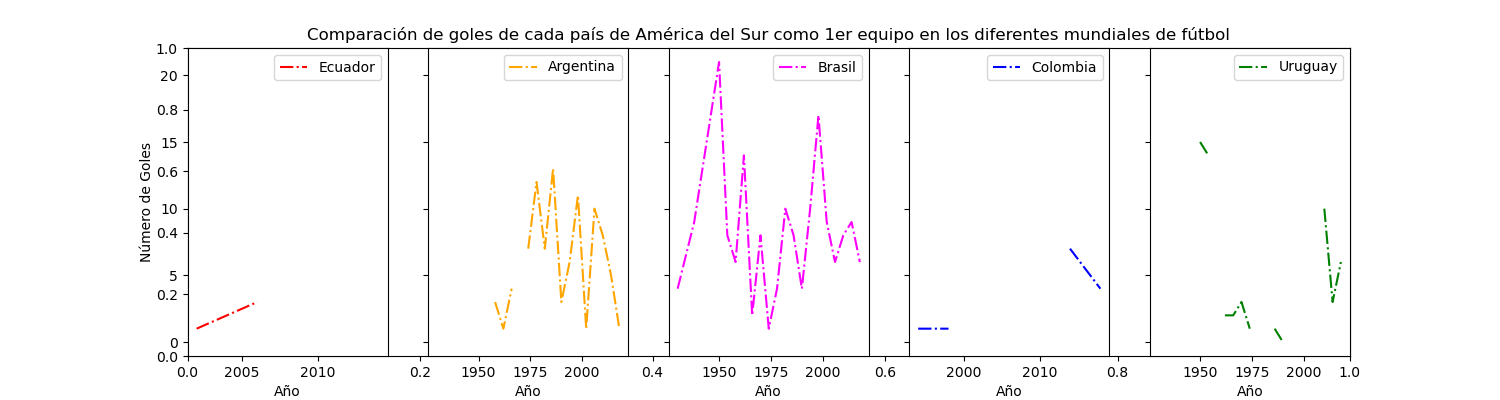 Comparación de goles de cada país de América del Sur como 1er equipo en los diferentes mundiales de fútbol
1.0
20
0.8
15
0.6
10
0.4
5
0.2
0
0.0
Número de Goles
Ecuador
Argentina
Brasil
Colombia
Uruguay
0.0 2005 2010 0.2 1950 1975 2000 0.4 1950 1975 2000 0.6 2000 2010 0.8 1950 1975 2000 1.0
Año Año Año Año Año